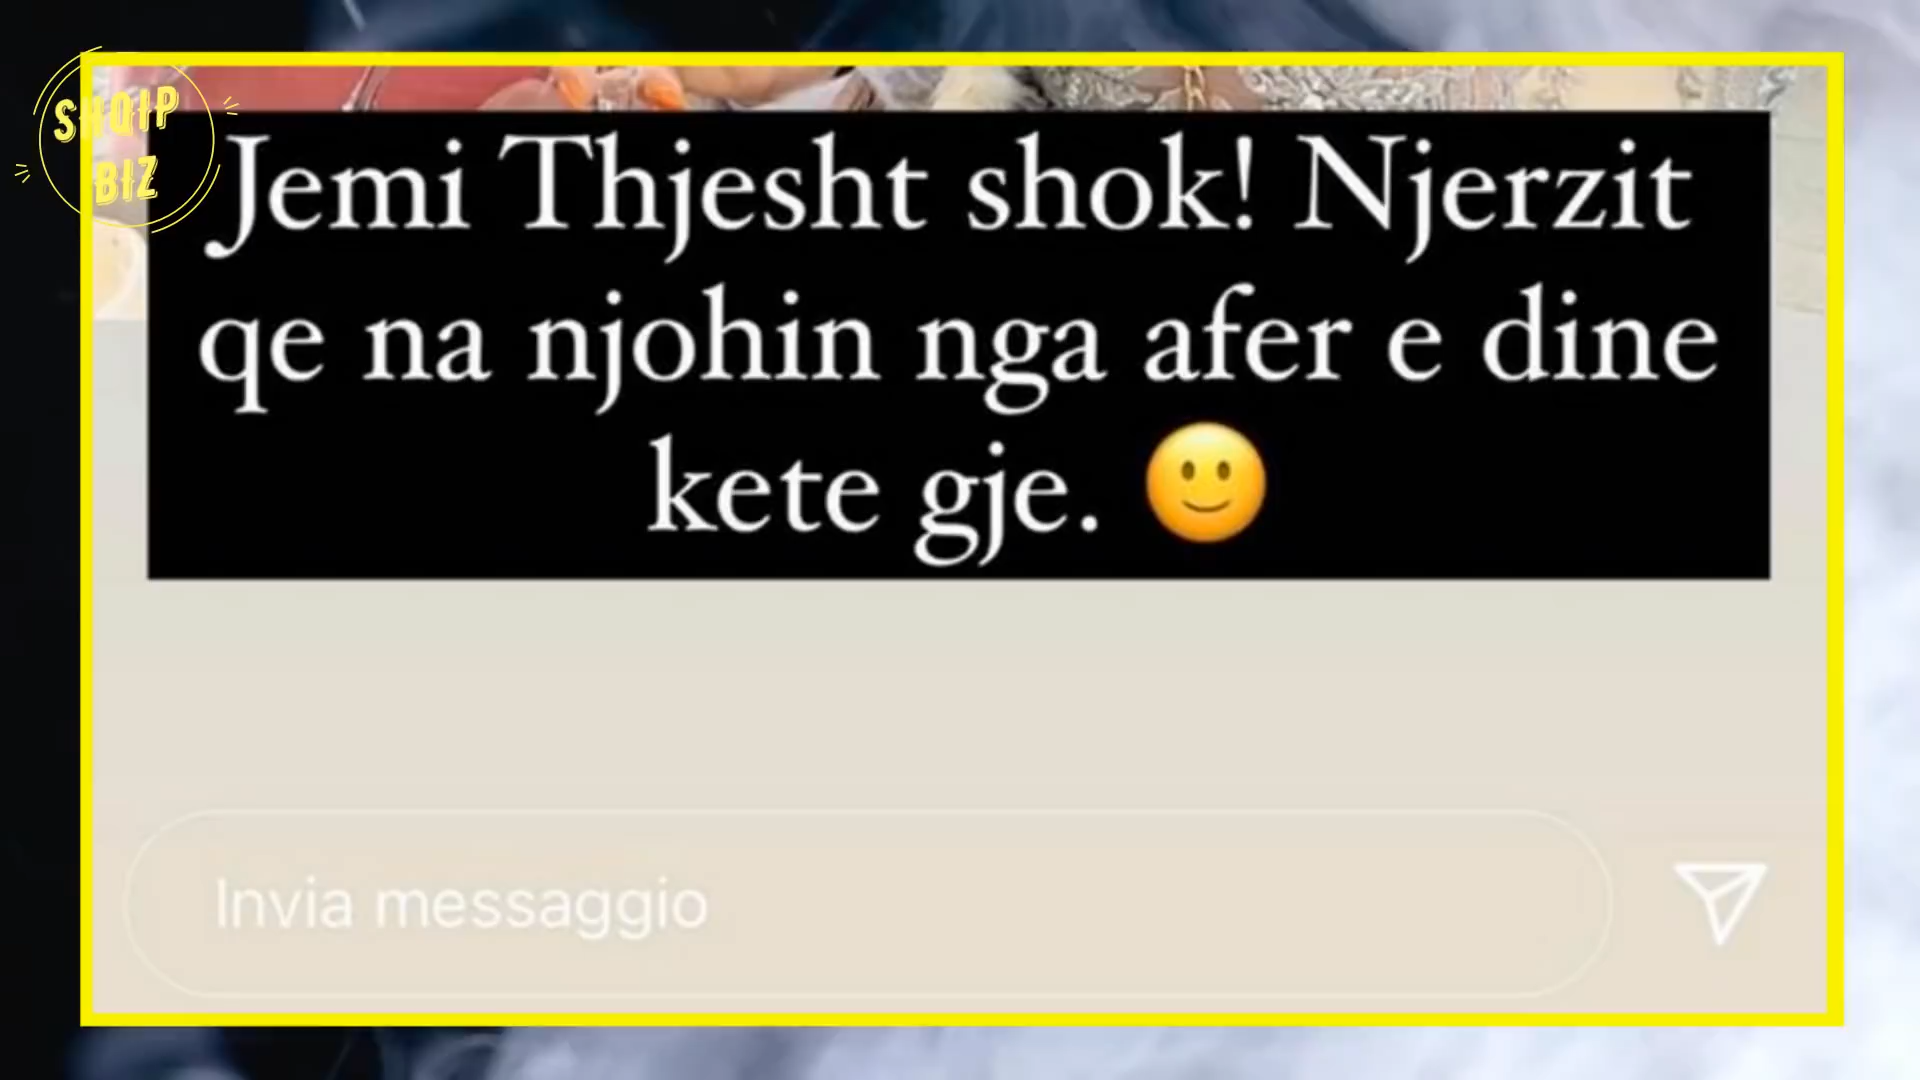 SHQIP
BIZ
Jemi Thjesht shok! Njerzit
qe na njohin nga afer e dine
kete gje. 🙂
Invia messaggio